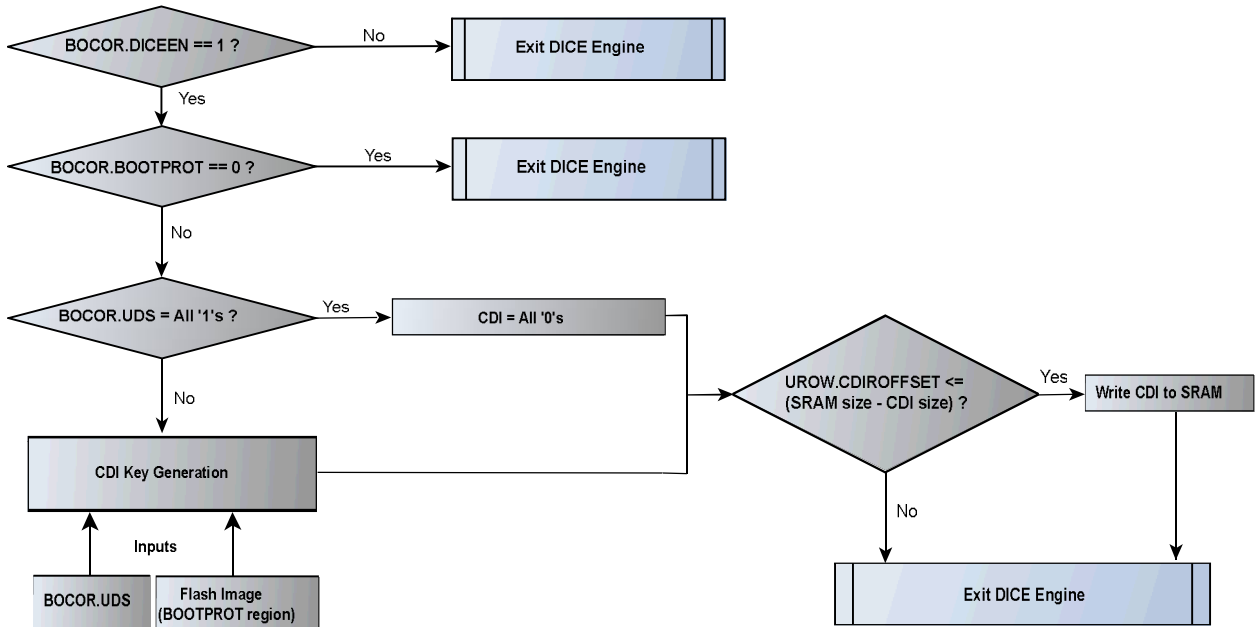 BOCOR.DICEEN == 1 ?
No
Exit DICE Engine
Yes
BOCOR.BOOTPROT == 0 ?
Yes
Exit DICE Engine
No
BOCOR.UDS = All '1's ?
Yes
CDI = All '0's
No
UROW.CDIROFFSET <=
(SRAM size - CDI size) ?
Yes
Write CDI to SRAM
CDI Key Generation
No
Inputs
BOCOR.UDS
Flash Image
(BOOTPROT region)
Exit DICE Engine